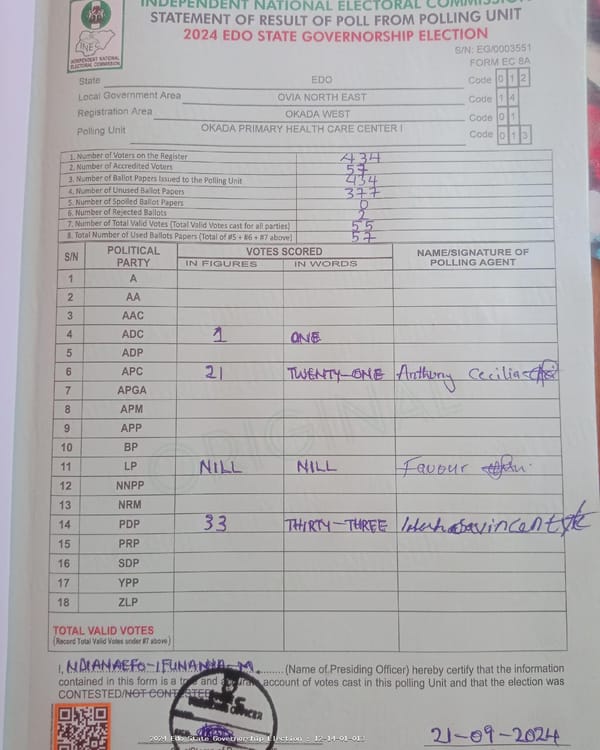 INDEPENDENT NATIONAL ELECTORAL COMMISSION
STATEMENT OF RESULT OF POLL FROM POLLING UNIT
2024 EDO STATE GOVERNORSHIP ELECTION
INEC
INDEPENDENT NATIONAL
ELECTORAL COMMISSION
S/N: EG/0003551
FORM EC 8A
State EDO Code 0 1 2
Local Government Area OVIA NORTH EAST Code 1 4
Registration Area OKADA WEST Code 0 1
Polling Unit OKADA PRIMARY HEALTH CARE CENTER I Code 0 1 3
1. Number of Voters on the Register 434
2. Number of Accredited Voters 57
3. Number of Ballot Papers Issued to the Polling Unit 434
4. Number of Unused Ballot Papers 377
5. Number of Spoiled Ballot Papers 0
6. Number of Rejected Ballots 2
7. Number of Total Valid Votes (Total Valid Votes cast for all parties) 55
8. Total Number of Used Ballots Papers (Total of #5 + #6 + #7 above) 57
S/N POLITICAL PARTY VOTES SCORED NAME/SIGNATURE OF POLLING AGENT
IN FIGURES IN WORDS
1 A
2 AA
3 AAC
4 ADC 1 ONE
5 ADP
6 APC 21 TWENTY-ONE Anthony Cecilia
7 APGA
8 APM
9 APP
10 BP
11 LP NILL NILL Favour
12 NNPP
13 NRM
14 PDP 33 THIRTY-THREE
15 PRP
16 SDP
17 YPP
18 ZLP
ORIGINAL
TOTAL VALID VOTES
(Record Total Valid Votes under #7 above)
I, NDIANAEFO-IFUNANYA-M. ........ (Name of Presiding Officer) hereby certify that the information
contained in this form is a true and accurate account of votes cast in this polling Unit and that the election was
CONTESTED/NOT CONTESTED
2024 Edo State Governorship Election : 12-14-01-013
21-09-2024